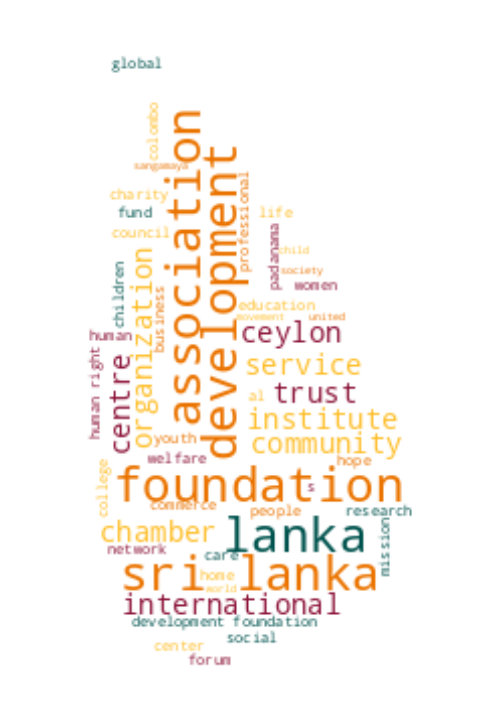 global
colombo
association
sangamaya
development
professional
charity
fund
life
council
padanama
child
organization
children
society
business
women
education
movement
united
human
ceylon
human right
centre
service
al
trust
institute
youth
community
welfare
hope
college
foundation
s
commerce
people
research
chamber
lanka
mission
network
care
sri lanka
home
world
international
development foundation
social
center
forum